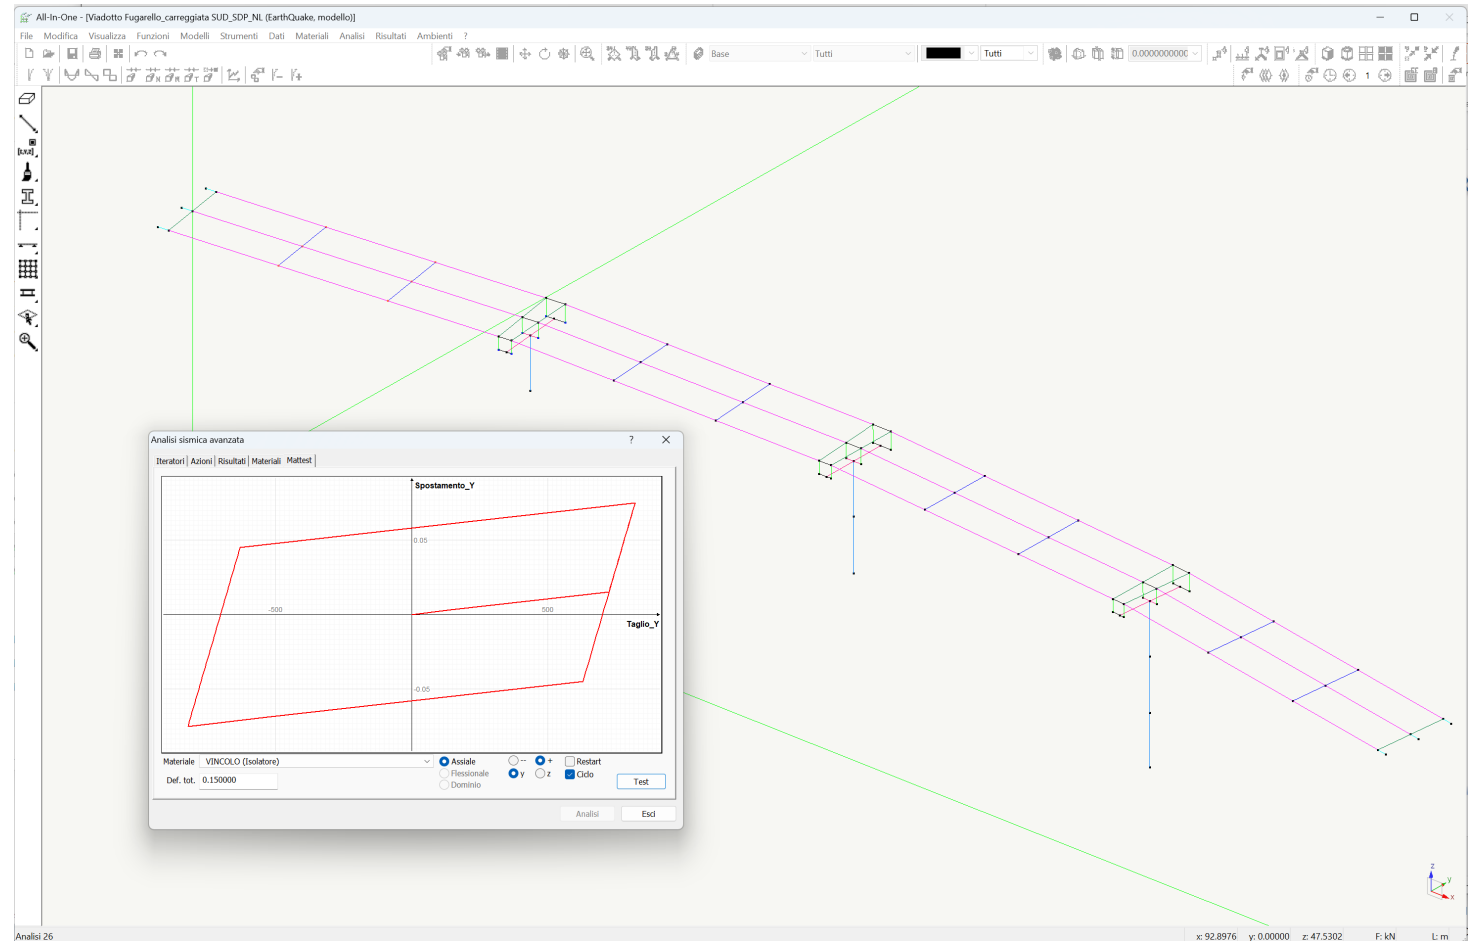 All-In-One - [Viadotto Fugarello_carreggiata SUD_SDP_NL (EarthQuake, modello)]
File Modifica Visualizza Funzioni Modelli Strumenti Dati Materiali Analisi Risultati Ambienti ?
Base Tutti Tutti 0.0000000000
1
[x,y,z]
Analisi sismica avanzata ?
Iteratori Azioni Risultati Materiali Mattest
Spostamento_Y
0.05
-500 500
Taglio_Y
-0.05
Materiale VINCOLO (Isolatore) Assiale -- + Restart
Flessionale y z Ciclo
Def. tot. 0.150000 Test
Dominio
Analisi Esci
z
y
x
Analisi 26 x: 92.8976 y: 0.00000 z: 47.5302 F: kN L: m